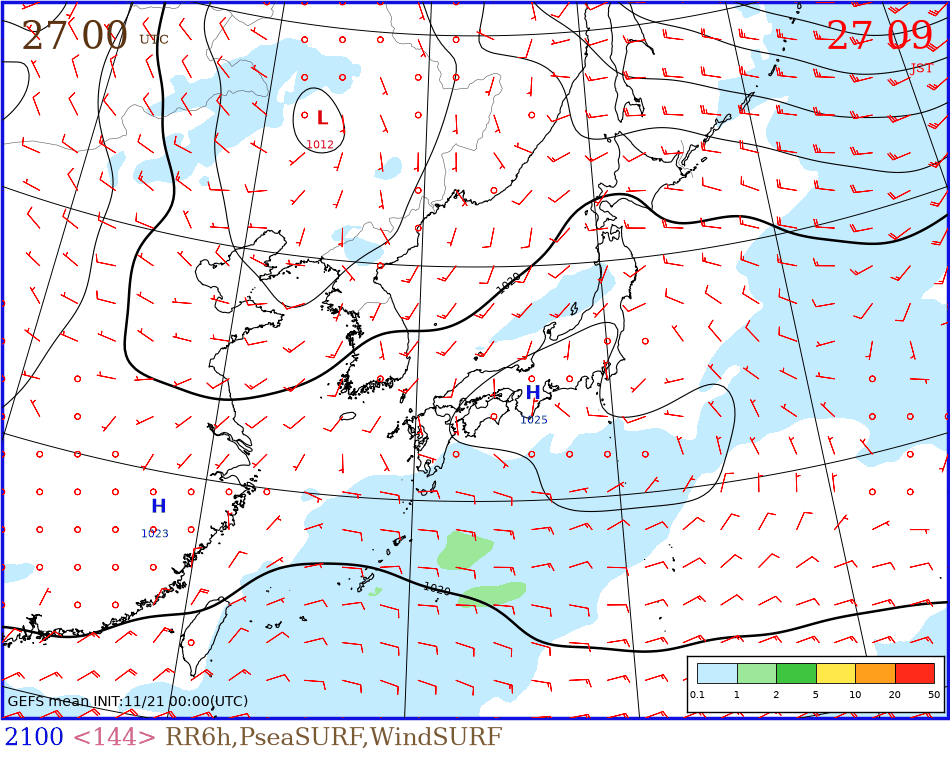 27 00 UTC
27 09
JST
L
1012
1020
H
1025
H
1023
1020
0.1 1 2 5 10 20 50
GEFS mean INIT:11/21 00:00(UTC)
2100 <144> RR6h,PseaSURF,WindSURF